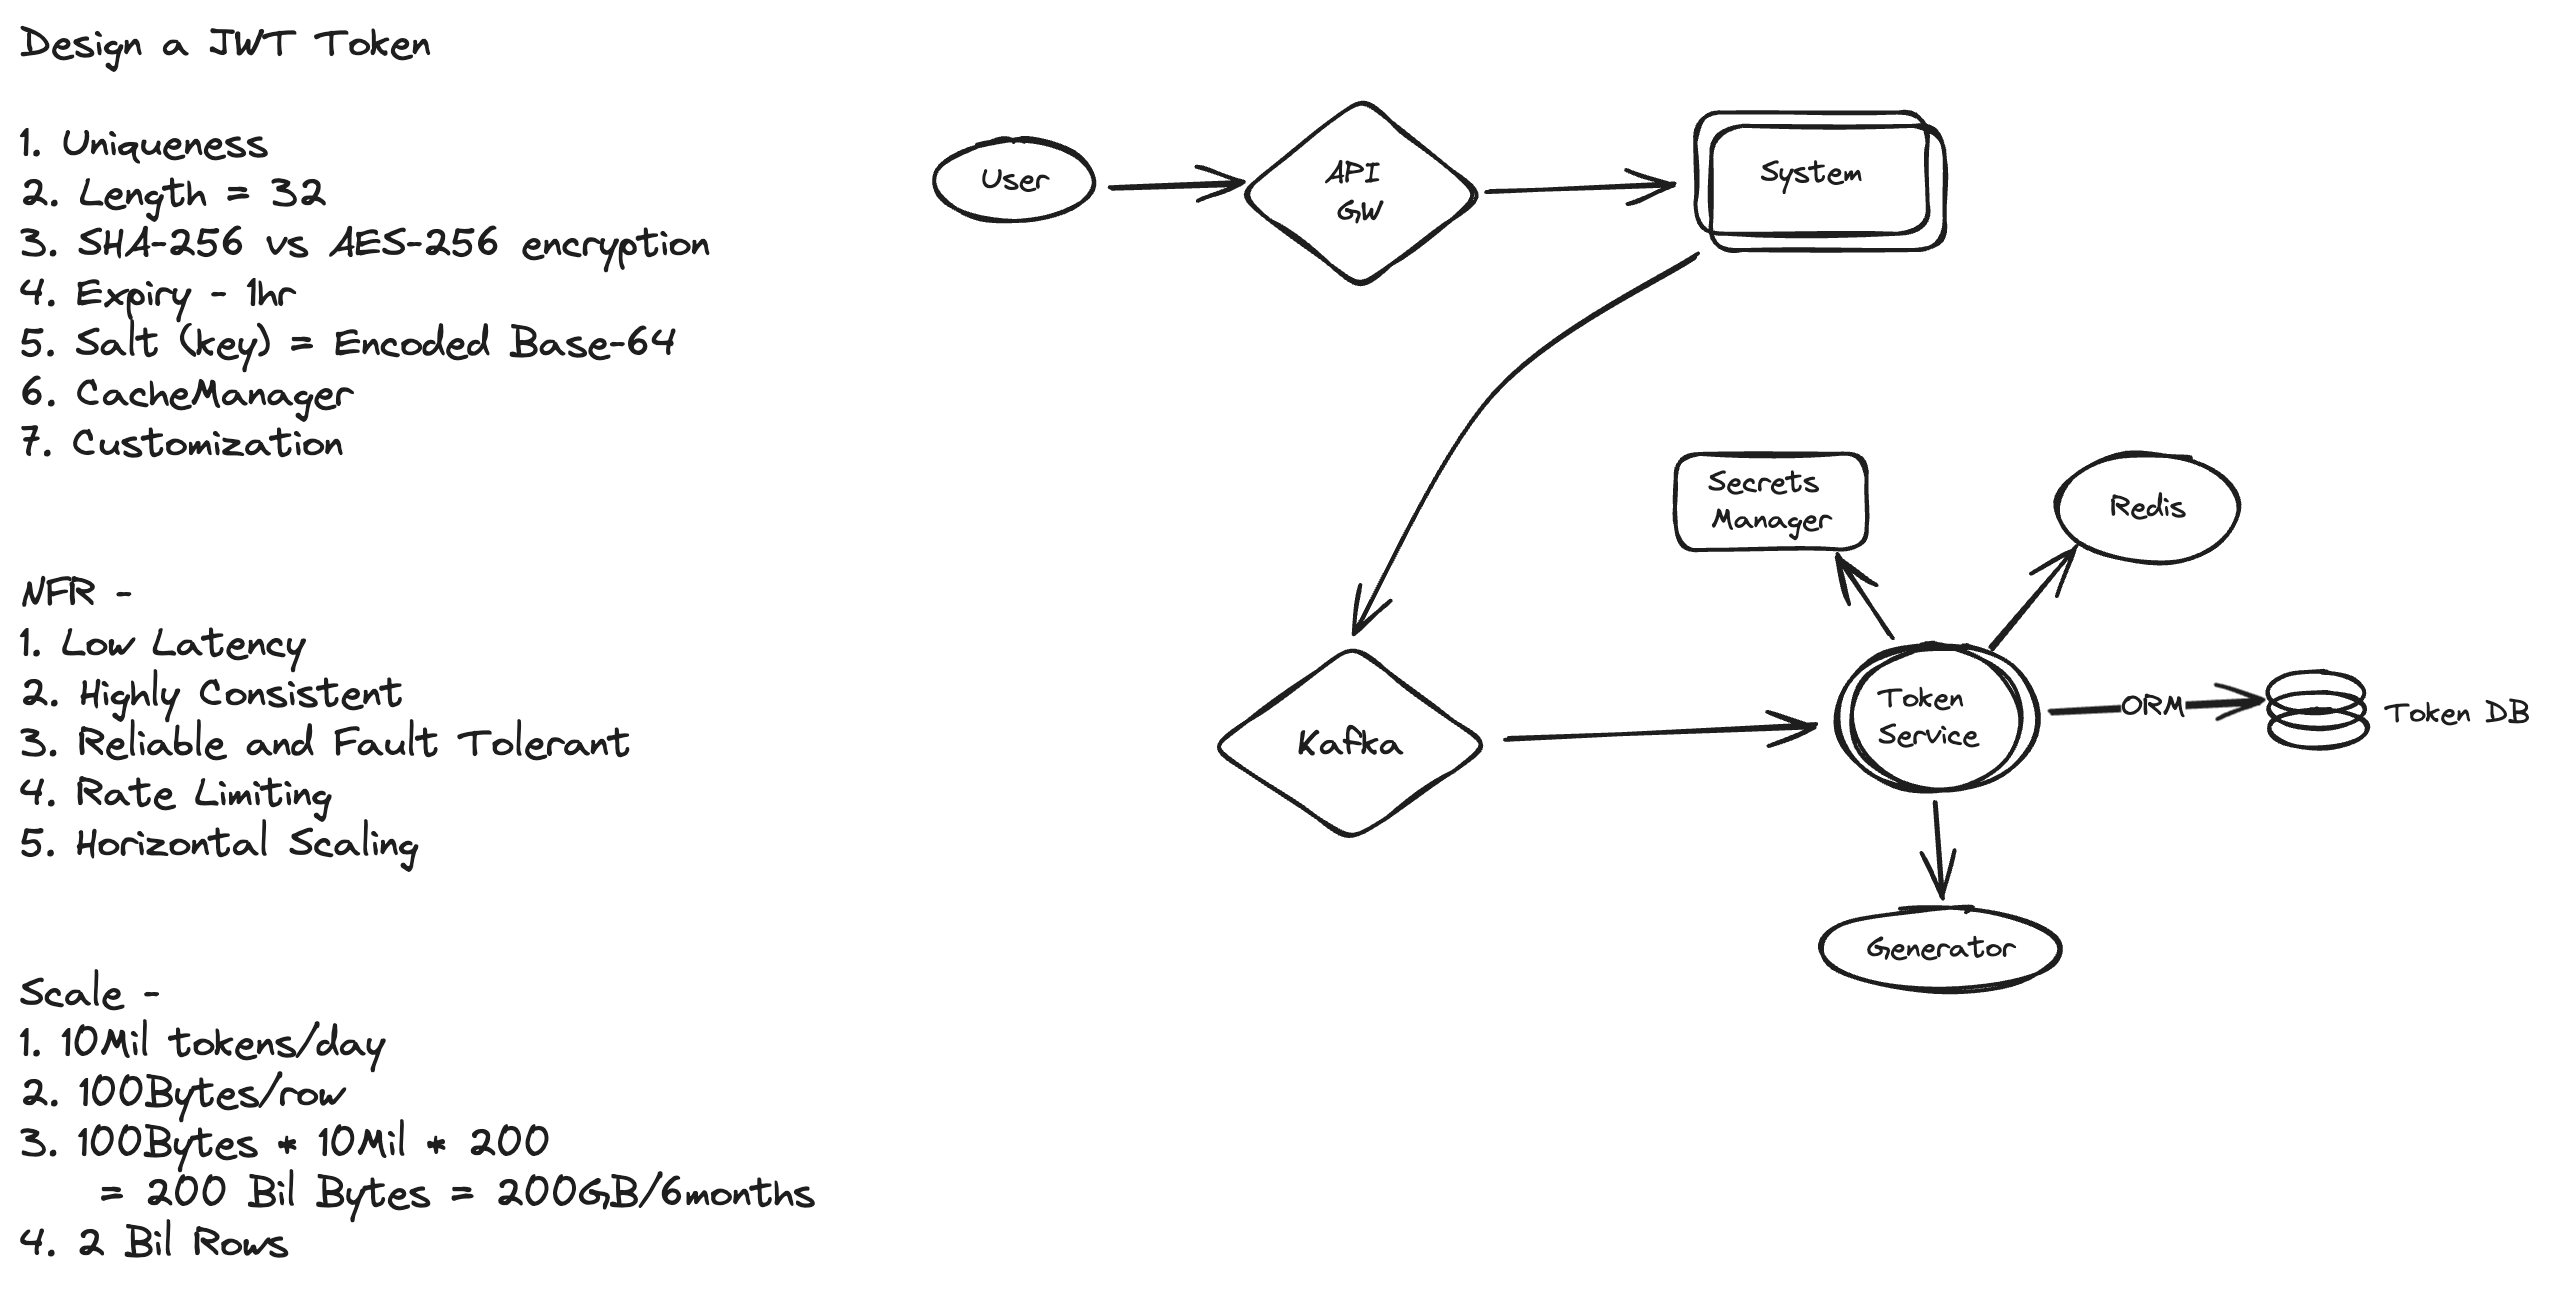 Design a JWT Token
1. Uniqueness
2. Length = 32
3. SHA-256 vs AES-256 encryption
4. Expiry - 1hr
5. Salt (key) = Encoded Base-64
6. CacheManager
7. Customization
NFR -
1. Low Latency
2. Highly Consistent
3. Reliable and Fault Tolerant
4. Rate Limiting
5. Horizontal Scaling
Scale -
1. 10Mil tokens/day
2. 100Bytes/row
3. 100Bytes * 10Mil * 200
= 200 Bil Bytes = 200GB/6months
4. 2 Bil Rows
User
API
GW
System
Secrets
Manager
Redis
Kafka
Token
Service
ORM
Token DB
Generator